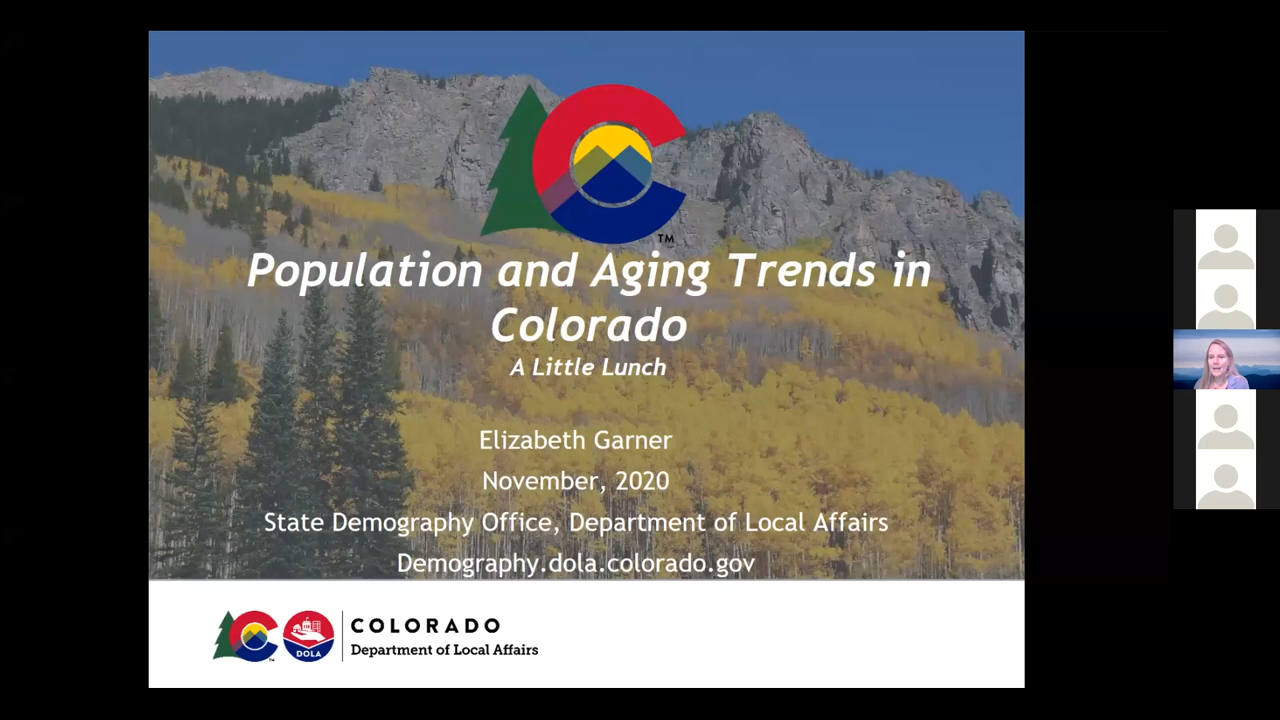 TM
Population and Aging Trends in
Colorado
A Little Lunch
Elizabeth Garner
November, 2020
State Demography Office, Department of Local Affairs
Demography.dola.colorado.gov
DOLA
COLORADO
Department of Local Affairs